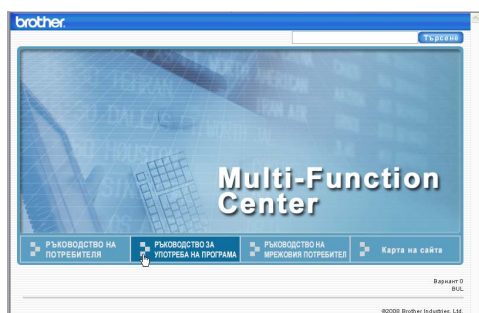 brother.
Търсене
Multi-Function
Center
РЪКОВОДСТВО НА
ПОТРЕБИТЕЛЯ
РЪКОВОДСТВО ЗА
УПОТРЕБА НА ПРОГРАМА
РЪКОВОДСТВО НА
МРЕЖОВИЯ ПОТРЕБИТЕЛ
Карта на сайта
Вариант 0
BUL
©2008 Brother Industries, Ltd.